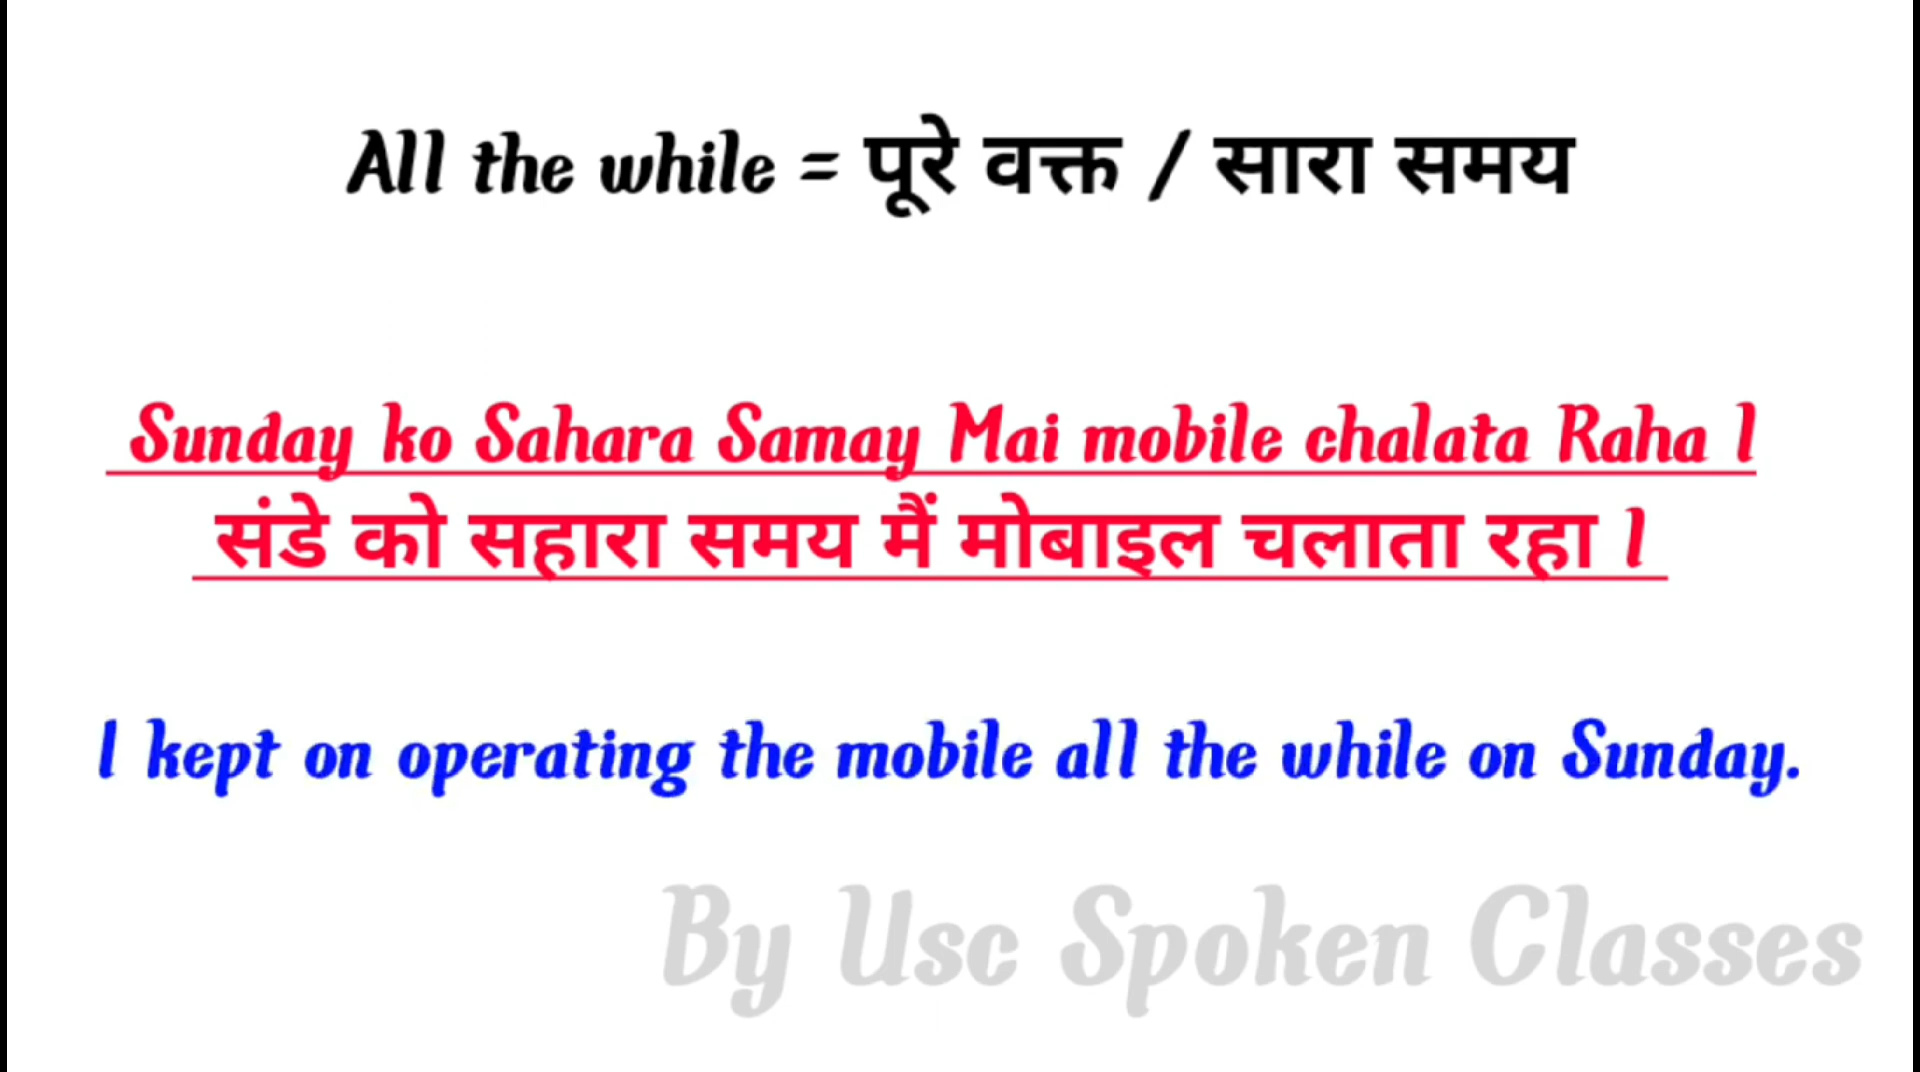 All the while = पूरे वक्त / सारा समय
Sunday ko Sahara Samay Mai mobile chalata Raha l
संडे को सहारा समय मैं मोबाइल चलाता रहा l
I kept on operating the mobile all the while on Sunday.
By Usc Spoken Classes